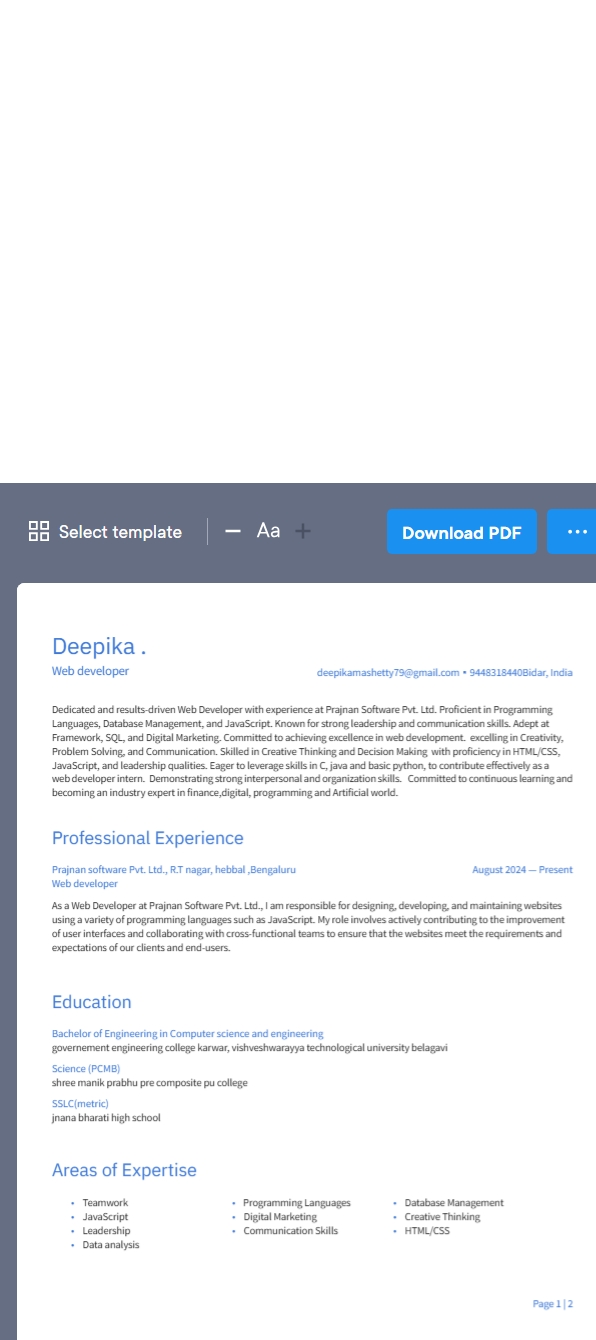 Select template
Aa
Download PDF
Deepika .
Web developer
deepikamashetty79@gmail.com • 9448318440Bidar, India
Dedicated and results-driven Web Developer with experience at Prajnan Software Pvt. Ltd. Proficient in Programming
Languages, Database Management, and JavaScript. Known for strong leadership and communication skills. Adept at
Framework, SQL, and Digital Marketing. Committed to achieving excellence in web development.  excelling in Creativity,
Problem Solving, and Communication. Skilled in Creative Thinking and Decision Making  with proficiency in HTML/CSS,
JavaScript, and leadership qualities. Eager to leverage skills in C, java and basic python, to contribute effectively as a
web developer intern.  Demonstrating strong interpersonal and organization skills.   Committed to continuous learning and
becoming an industry expert in finance,digital, programming and Artificial world.
Professional Experience
Prajnan software Pvt. Ltd., R.T nagar, hebbal ,Bengaluru
August 2024 — Present
Web developer
As a Web Developer at Prajnan Software Pvt. Ltd., I am responsible for designing, developing, and maintaining websites
using a variety of programming languages such as JavaScript. My role involves actively contributing to the improvement
of user interfaces and collaborating with cross-functional teams to ensure that the websites meet the requirements and
expectations of our clients and end-users.
Education
Bachelor of Engineering in Computer science and engineering
governement engineering college karwar, vishveshwarayya technological university belagavi
Science (PCMB)
shree manik prabhu pre composite pu college
SSLC(metric)
jnana bharati high school
Areas of Expertise
• Teamwork
• JavaScript
• Leadership
• Data analysis
• Programming Languages
• Digital Marketing
• Communication Skills
• Database Management
• Creative Thinking
• HTML/CSS
Page 1 | 2